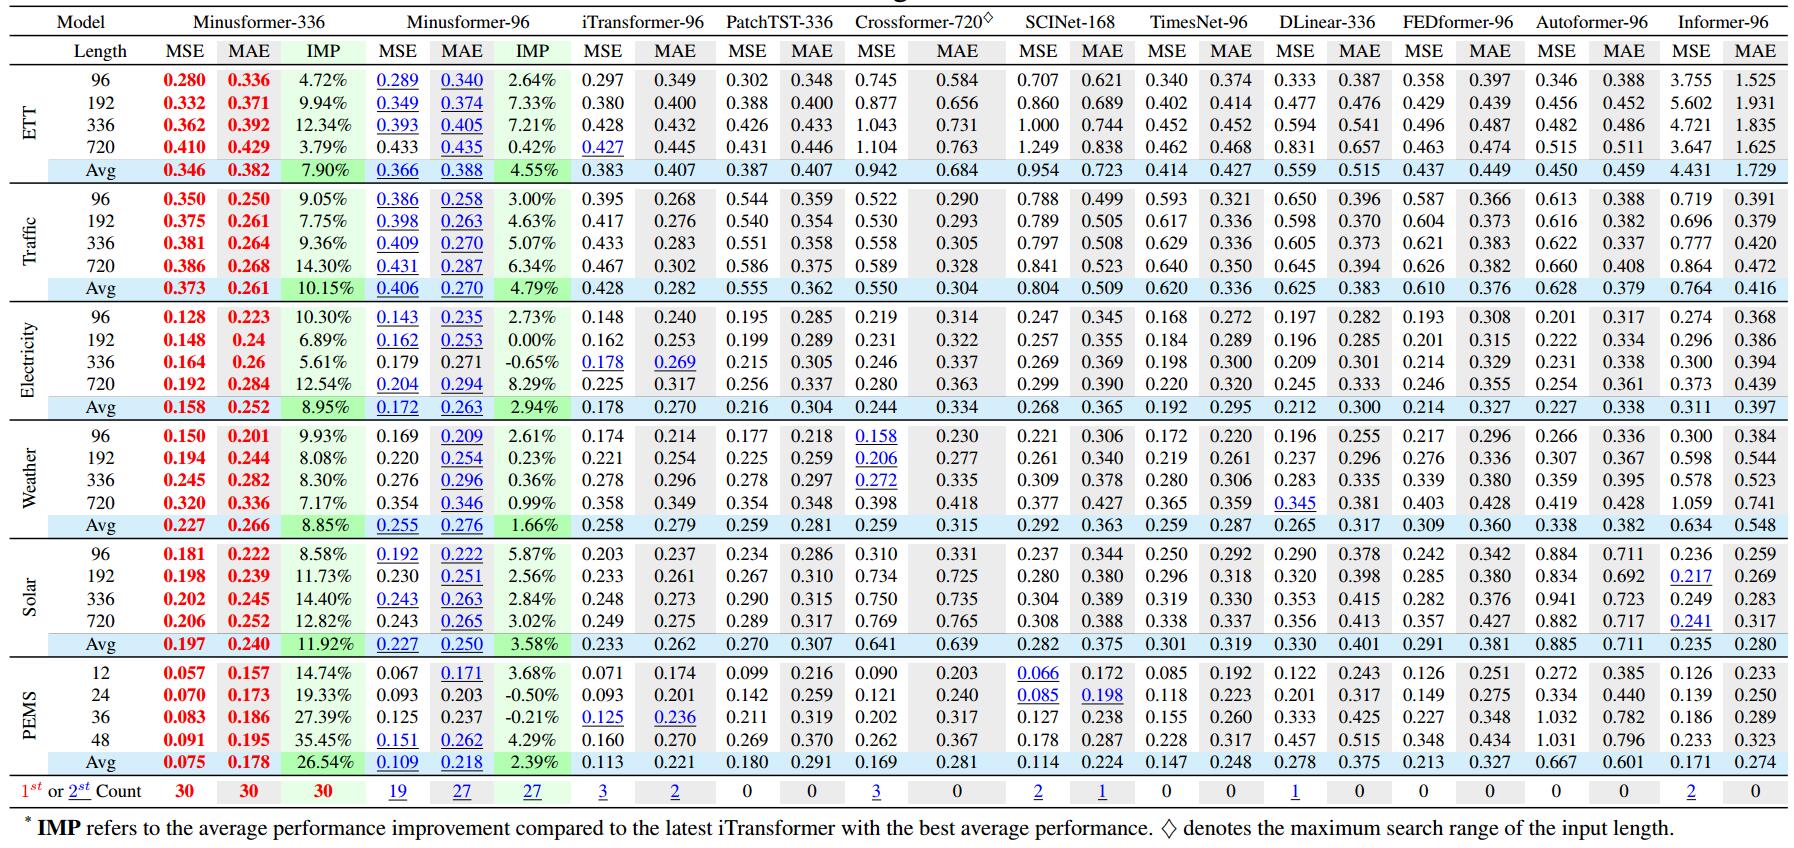 Model Minusformer-336 Minusformer-96 iTransformer-96 PatchTST-336 Crossformer-720♢ SCINet-168 TimesNet-96 DLinear-336 FEDformer-96 Autoformer-96 Informer-96
Length MSE MAE IMP MSE MAE IMP MSE MAE MSE MAE MSE MAE MSE MAE MSE MAE MSE MAE MSE MAE MSE MAE MSE MAE
ETT
96 0.280 0.336 4.72% 0.289 0.340 2.64% 0.297 0.349 0.302 0.348 0.745 0.584 0.707 0.621 0.340 0.374 0.333 0.387 0.358 0.397 0.346 0.388 3.755 1.525
192 0.332 0.371 9.94% 0.349 0.374 7.33% 0.380 0.400 0.388 0.400 0.877 0.656 0.860 0.689 0.402 0.414 0.477 0.476 0.429 0.439 0.456 0.452 5.602 1.931
336 0.362 0.392 12.34% 0.393 0.405 7.21% 0.428 0.432 0.426 0.433 1.043 0.731 1.000 0.744 0.452 0.452 0.594 0.541 0.496 0.487 0.482 0.486 4.721 1.835
720 0.410 0.429 3.79% 0.433 0.435 0.42% 0.427 0.445 0.431 0.446 1.104 0.763 1.249 0.838 0.462 0.468 0.831 0.657 0.463 0.474 0.515 0.511 3.647 1.625
Avg 0.346 0.382 7.90% 0.366 0.388 4.55% 0.383 0.407 0.387 0.407 0.942 0.684 0.954 0.723 0.414 0.427 0.559 0.515 0.437 0.449 0.450 0.459 4.431 1.729
Traffic
96 0.350 0.250 9.05% 0.386 0.258 3.00% 0.395 0.268 0.544 0.359 0.522 0.290 0.788 0.499 0.593 0.321 0.650 0.396 0.587 0.366 0.613 0.388 0.719 0.391
192 0.375 0.261 7.75% 0.398 0.263 4.63% 0.417 0.276 0.540 0.354 0.530 0.293 0.789 0.505 0.617 0.336 0.598 0.370 0.604 0.373 0.616 0.382 0.696 0.379
336 0.381 0.264 9.36% 0.409 0.270 5.07% 0.433 0.283 0.551 0.358 0.558 0.305 0.797 0.508 0.629 0.336 0.605 0.373 0.621 0.383 0.622 0.337 0.777 0.420
720 0.386 0.268 14.30% 0.431 0.287 6.34% 0.467 0.302 0.586 0.375 0.589 0.328 0.841 0.523 0.640 0.350 0.645 0.394 0.626 0.382 0.660 0.408 0.864 0.472
Avg 0.373 0.261 10.15% 0.406 0.270 4.79% 0.428 0.282 0.555 0.362 0.550 0.304 0.804 0.509 0.620 0.336 0.625 0.383 0.610 0.376 0.628 0.379 0.764 0.416
Electricity
96 0.128 0.223 10.30% 0.143 0.235 2.73% 0.148 0.240 0.195 0.285 0.219 0.314 0.247 0.345 0.168 0.272 0.197 0.282 0.193 0.308 0.201 0.317 0.274 0.368
192 0.148 0.24 6.89% 0.162 0.253 0.00% 0.162 0.253 0.199 0.289 0.231 0.322 0.257 0.355 0.184 0.289 0.196 0.285 0.201 0.315 0.222 0.334 0.296 0.386
336 0.164 0.26 5.61% 0.179 0.271 -0.65% 0.178 0.269 0.215 0.305 0.246 0.337 0.269 0.369 0.198 0.300 0.209 0.301 0.214 0.329 0.231 0.338 0.300 0.394
720 0.192 0.284 12.54% 0.204 0.294 8.29% 0.225 0.317 0.256 0.337 0.280 0.363 0.299 0.390 0.220 0.320 0.245 0.333 0.246 0.355 0.254 0.361 0.373 0.439
Avg 0.158 0.252 8.95% 0.172 0.263 2.94% 0.178 0.270 0.216 0.304 0.244 0.334 0.268 0.365 0.192 0.295 0.212 0.300 0.214 0.327 0.227 0.338 0.311 0.397
Weather
96 0.150 0.201 9.93% 0.169 0.209 2.61% 0.174 0.214 0.177 0.218 0.158 0.230 0.221 0.306 0.172 0.220 0.196 0.255 0.217 0.296 0.266 0.336 0.300 0.384
192 0.194 0.244 8.08% 0.220 0.254 0.23% 0.221 0.254 0.225 0.259 0.206 0.277 0.261 0.340 0.219 0.261 0.237 0.296 0.276 0.336 0.307 0.367 0.598 0.544
336 0.245 0.282 8.30% 0.276 0.296 0.36% 0.278 0.296 0.278 0.297 0.272 0.335 0.309 0.378 0.280 0.306 0.283 0.335 0.339 0.380 0.359 0.395 0.578 0.523
720 0.320 0.336 7.17% 0.354 0.346 0.99% 0.358 0.349 0.354 0.348 0.398 0.418 0.377 0.427 0.365 0.359 0.345 0.381 0.403 0.428 0.419 0.428 1.059 0.741
Avg 0.227 0.266 8.85% 0.255 0.276 1.66% 0.258 0.279 0.259 0.281 0.259 0.315 0.292 0.363 0.259 0.287 0.265 0.317 0.309 0.360 0.338 0.382 0.634 0.548
Solar
96 0.181 0.222 8.58% 0.192 0.222 5.87% 0.203 0.237 0.234 0.286 0.310 0.331 0.237 0.344 0.250 0.292 0.290 0.378 0.242 0.342 0.884 0.711 0.236 0.259
192 0.198 0.239 11.73% 0.230 0.251 2.56% 0.233 0.261 0.267 0.310 0.734 0.725 0.280 0.380 0.296 0.318 0.320 0.398 0.285 0.380 0.834 0.692 0.217 0.269
336 0.202 0.245 14.40% 0.243 0.263 2.84% 0.248 0.273 0.290 0.315 0.750 0.735 0.304 0.389 0.319 0.330 0.353 0.415 0.282 0.376 0.941 0.723 0.249 0.283
720 0.206 0.252 12.82% 0.243 0.265 3.02% 0.249 0.275 0.289 0.317 0.769 0.765 0.308 0.388 0.338 0.337 0.356 0.413 0.357 0.427 0.882 0.717 0.241 0.317
Avg 0.197 0.240 11.92% 0.227 0.250 3.58% 0.233 0.262 0.270 0.307 0.641 0.639 0.282 0.375 0.301 0.319 0.330 0.401 0.291 0.381 0.885 0.711 0.235 0.280
PEMS
12 0.057 0.157 14.74% 0.067 0.171 3.68% 0.071 0.174 0.099 0.216 0.090 0.203 0.066 0.172 0.085 0.192 0.122 0.243 0.126 0.251 0.272 0.385 0.126 0.233
24 0.070 0.173 19.33% 0.093 0.203 -0.50% 0.093 0.201 0.142 0.259 0.121 0.240 0.085 0.198 0.118 0.223 0.201 0.317 0.149 0.275 0.334 0.440 0.139 0.250
36 0.083 0.186 27.39% 0.125 0.237 -0.21% 0.125 0.236 0.211 0.319 0.202 0.317 0.127 0.238 0.155 0.260 0.333 0.425 0.227 0.348 1.032 0.782 0.186 0.289
48 0.091 0.195 35.45% 0.151 0.262 4.29% 0.160 0.270 0.269 0.370 0.262 0.367 0.178 0.287 0.228 0.317 0.457 0.515 0.348 0.434 1.031 0.796 0.233 0.323
Avg 0.075 0.178 26.54% 0.109 0.218 2.39% 0.113 0.221 0.180 0.291 0.169 0.281 0.114 0.224 0.147 0.248 0.278 0.375 0.213 0.327 0.667 0.601 0.171 0.274
1st or 2st Count 30 30 30 19 27 27 3 2 0 0 3 0 2 1 0 0 1 0 0 0 0 0 2 0
* IMP refers to the average performance improvement compared to the latest iTransformer with the best average performance. ♢ denotes the maximum search range of the input length.